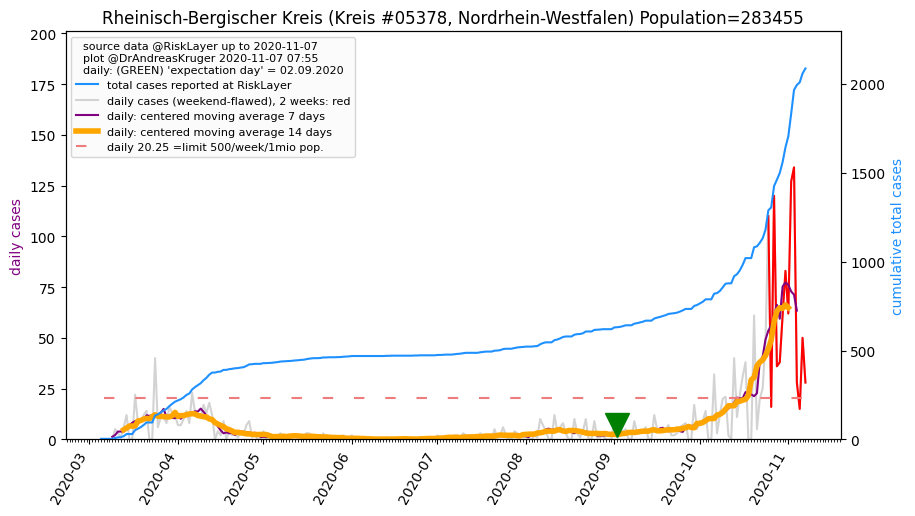 Rheinisch-Bergischer Kreis (Kreis #05378, Nordrhein-Westfalen) Population=283455
source data @RiskLayer up to 2020-11-07
plot @DrAndreasKruger 2020-11-07 07:55
daily: (GREEN) 'expectation day' = 02.09.2020
total cases reported at RiskLayer
daily cases (weekend-flawed), 2 weeks: red
daily: centered moving average 7 days
daily: centered moving average 14 days
daily 20.25 =limit 500/week/1mio pop.
daily cases
200
175
150
125
100
75
50
25
0
cumulative total cases
2000
1500
1000
500
0
2020-03
2020-04
2020-05
2020-06
2020-07
2020-08
2020-09
2020-10
2020-11